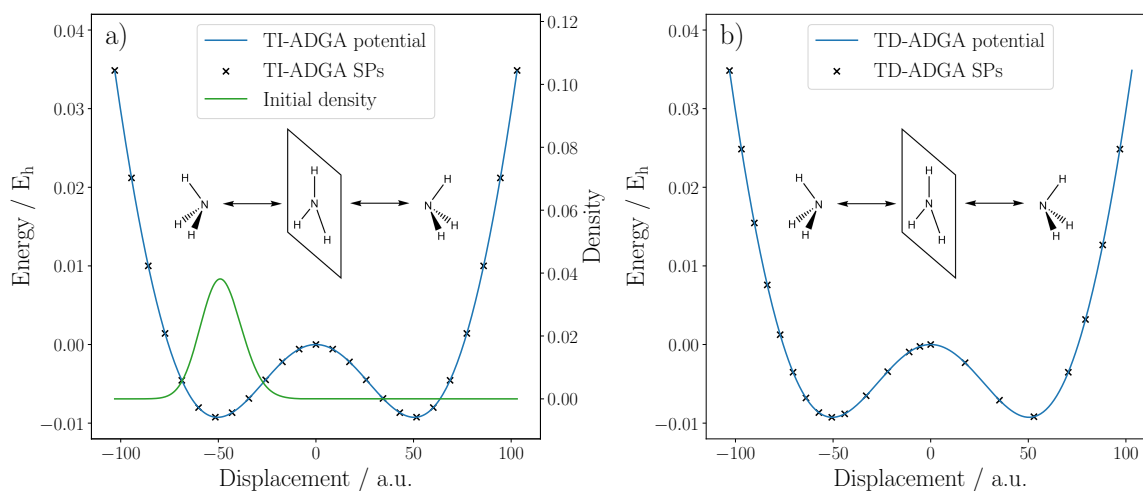 a)
TI-ADGA potential
TI-ADGA SPs
Initial density
Energy / E_h
0.04
0.03
0.02
0.01
0.00
−0.01
0.12
0.10
0.08
0.06
0.04
0.02
0.00
Density
H
N
H
H
H
N
H
H
H
N
H
H
−100
−50
0
50
100
Displacement / a.u.
b)
TD-ADGA potential
TD-ADGA SPs
Energy / E_h
0.04
0.03
0.02
0.01
0.00
−0.01
H
N
H
H
H
N
H
H
H
N
H
H
−100
−50
0
50
100
Displacement / a.u.